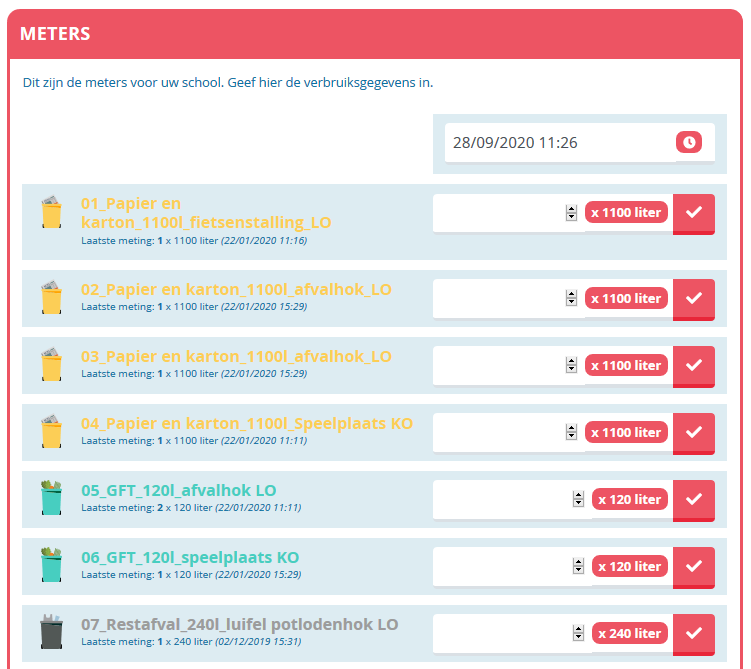 METERS
Dit zijn de meters voor uw school. Geef hier de verbruiksgegevens in.
28/09/2020 11:26
01_Papier en
karton_1100l_fietsenstalling_LO
Laatste meting: 1 x 1100 liter (22/01/2020 11:16)
x 1100 liter
02_Papier en karton_1100l_afvalhok_LO
Laatste meting: 1 x 1100 liter (22/01/2020 15:29)
x 1100 liter
03_Papier en karton_1100l_afvalhok_LO
Laatste meting: 1 x 1100 liter (22/01/2020 15:29)
x 1100 liter
04_Papier en karton_1100l_Speelplaats KO
Laatste meting: 1 x 1100 liter (22/01/2020 11:11)
x 1100 liter
05_GFT_120l_afvalhok LO
Laatste meting: 2 x 120 liter (22/01/2020 11:11)
x 120 liter
06_GFT_120l_speelplaats KO
Laatste meting: 1 x 120 liter (22/01/2020 15:29)
x 120 liter
07_Restafval_240l_luifel potlodenhok LO
Laatste meting: 1 x 240 liter (02/12/2019 15:31)
x 240 liter